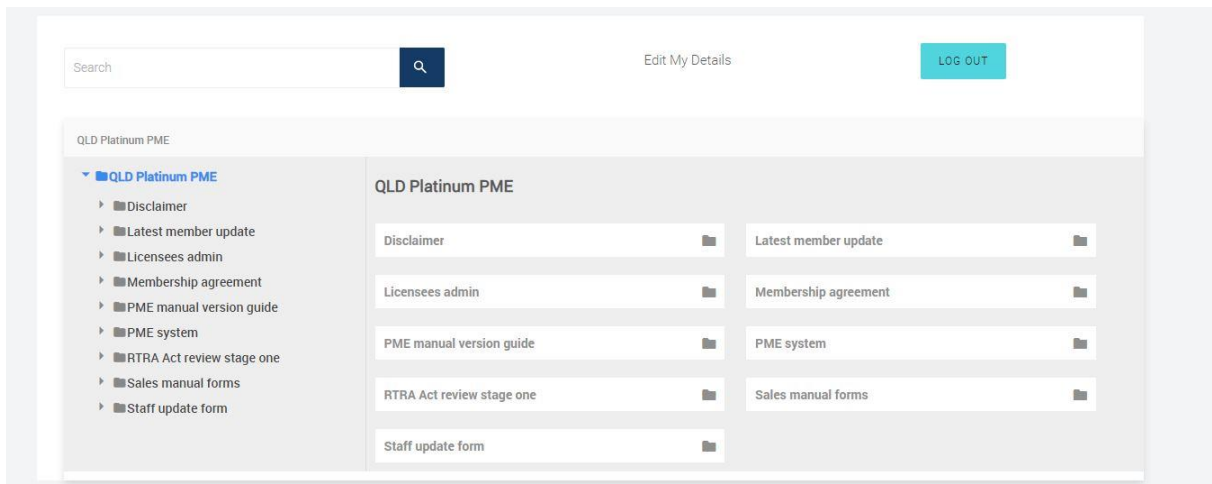 Search
Edit My Details
LOG OUT
QLD Platinum PME
QLD Platinum PME
Disclaimer
Latest member update
Licensees admin
Membership agreement
PME manual version guide
PME system
RTRA Act review stage one
Sales manual forms
Staff update form
QLD Platinum PME
Disclaimer
Latest member update
Licensees admin
Membership agreement
PME manual version guide
PME system
RTRA Act review stage one
Sales manual forms
Staff update form